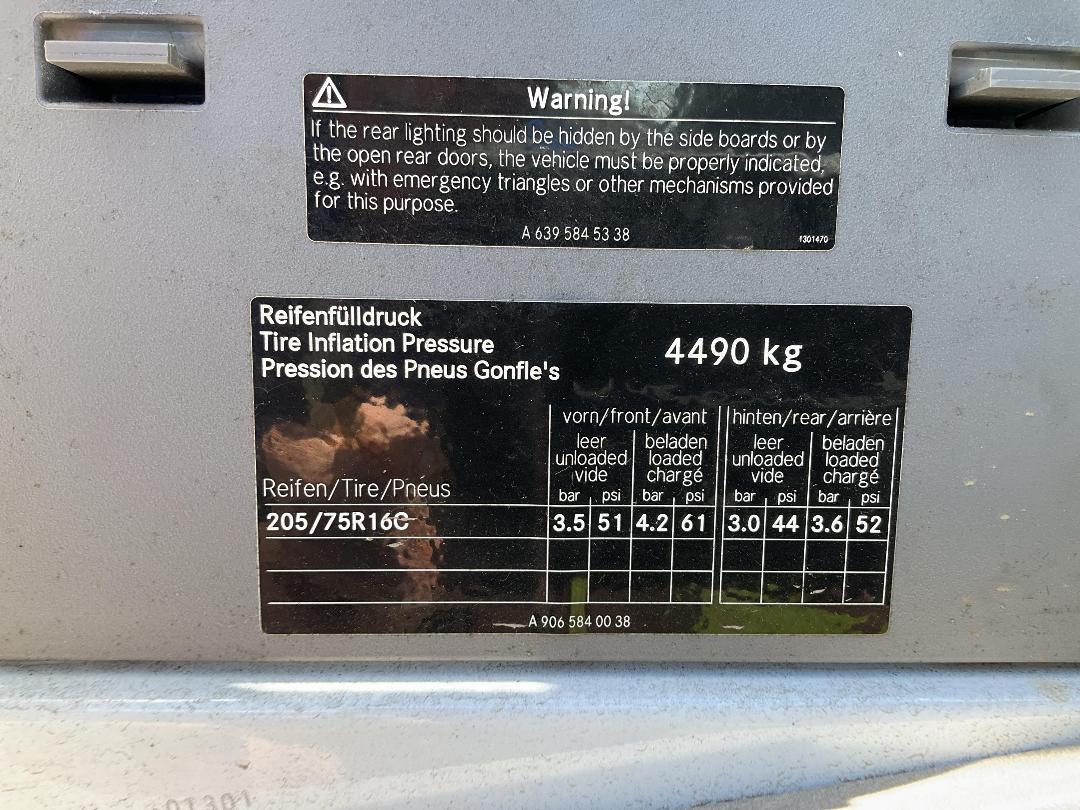 Warning!
If the rear lighting should be hidden by the side boards or by
the open rear doors, the vehicle must be properly indicated,
e.g. with emergency triangles or other mechanisms provided
for this purpose.
A 639 584 53 38
1301470
Reifenfülldruck
Tire Inflation Pressure
Pression des Pneus Gonfle's
4490 kg
vorn/front/avant hinten/rear/arrière
leer beladen leer beladen
unloaded loaded unloaded loaded
vide chargé vide chargé
Reifen/Tire/Pneus bar psi bar psi bar psi bar psi
205/75R16C 3.5 51 4.2 61 3.0 44 3.6 52
A 906 584 00 38